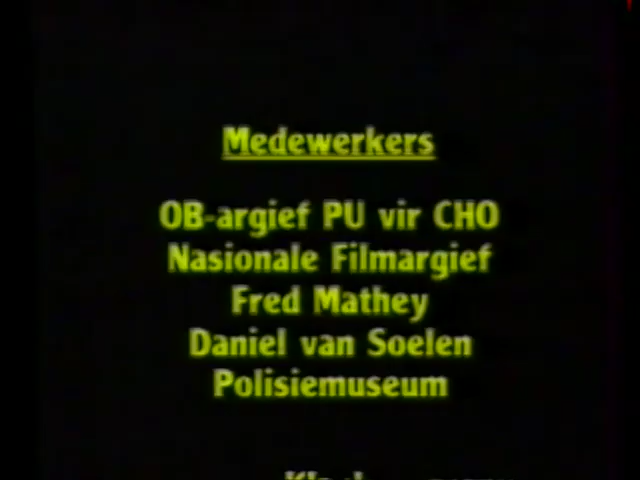 Medewerkers
OB-argief PU vir CHO
Nasionale Filmargief
Fred Mathey
Daniel van Soelen
Polisiemuseum